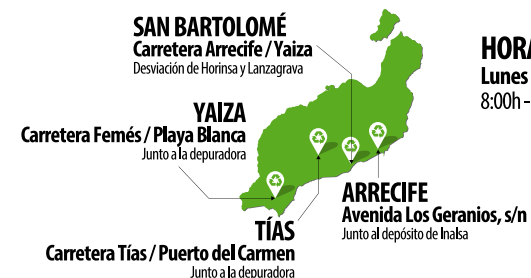 SAN BARTOLOMÉ
Carretera Arrecife / Yaiza
Desviación de Horinsa y Lanzagrava
YAIZA
Carretera Femés / Playa Blanca
Junto a la depuradora
TÍAS
Carretera Tías / Puerto del Carmen
Junto a la depuradora
ARRECIFE
Avenida Los Geranios, s/n
Junto al depósito de Inalsa
HORA
Lunes
8:00h –